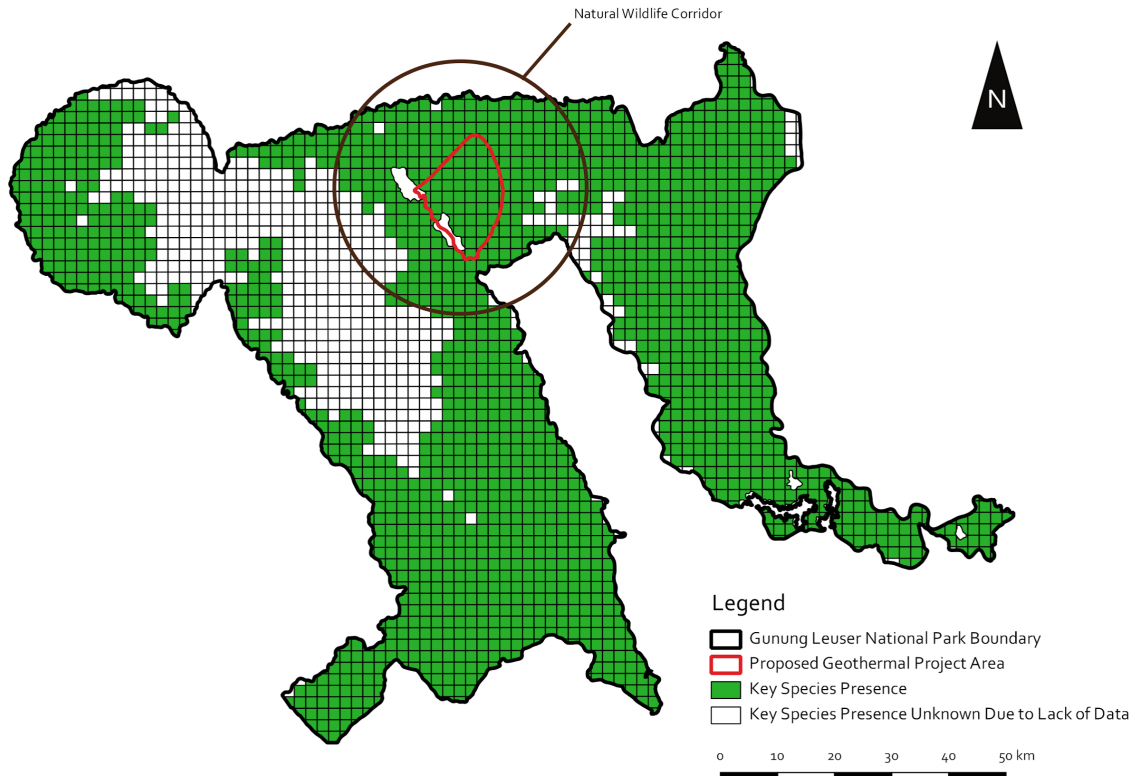 Natural Wildlife Corridor
N
Legend
Gunung Leuser National Park Boundary
Proposed Geothermal Project Area
Key Species Presence
Key Species Presence Unknown Due to Lack of Data
0 10 20 30 40 50 km